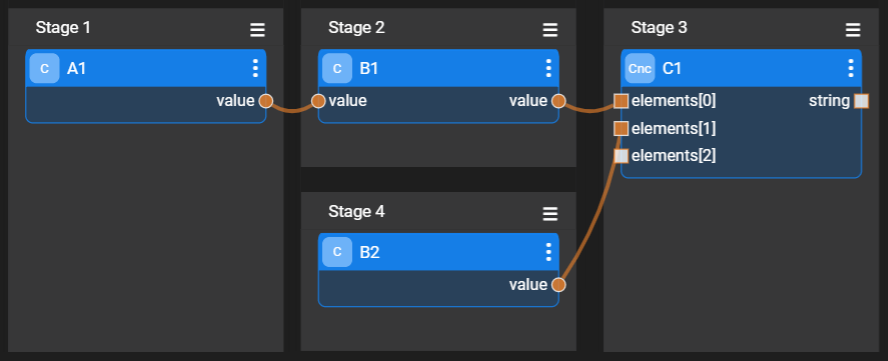 Stage 1
C A1
value
Stage 2
C B1
value value
Stage 4
C B2
value
Stage 3
Cnc C1
elements[0] string
elements[1]
elements[2]